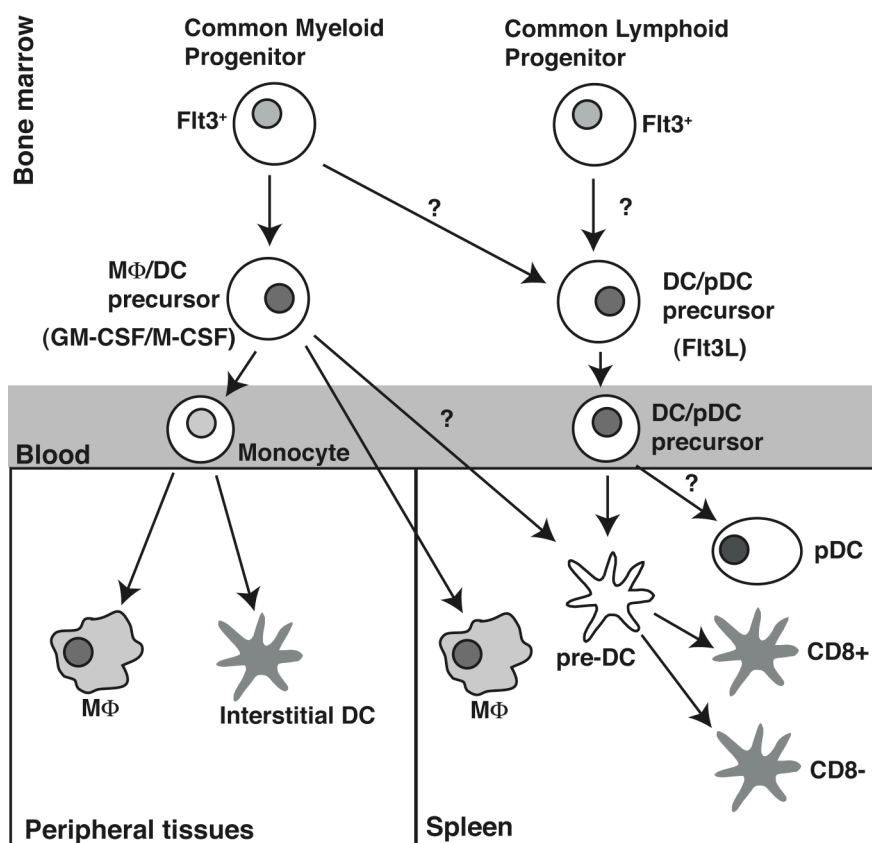 Bone marrow
Common Myeloid
Progenitor
Common Lymphoid
Progenitor
Flt3⁺
Flt3⁺
?
?
MΦ/DC
precursor
(GM-CSF/M-CSF)
DC/pDC
precursor
(Flt3L)
?
DC/pDC
precursor
Blood
Monocyte
?
pDC
pre-DC
CD8+
MΦ
Interstitial DC
MΦ
CD8-
Peripheral tissues
Spleen